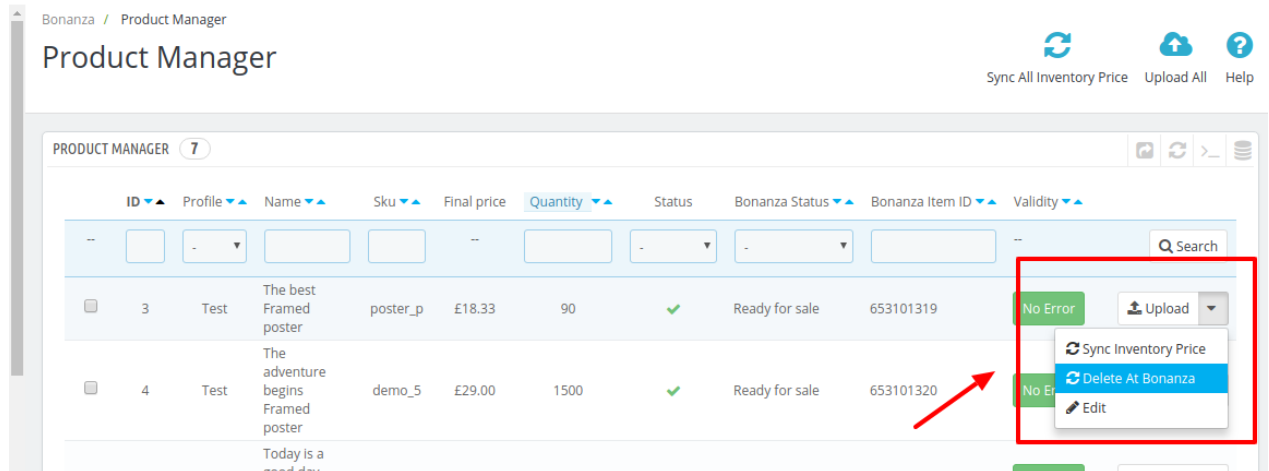 Bonanza / Product Manager
Product Manager
Sync All Inventory Price Upload All Help
PRODUCT MANAGER 7
ID Profile Name Sku Final price Quantity Status Bonanza Status Bonanza Item ID Validity
-- - -- - - -- Search
The best
3 Test Framed poster_p £18.33 90 Ready for sale 653101319 No Error Upload
poster
Sync Inventory Price
The
adventure
4 Test begins demo_5 £29.00 1500 Ready for sale 653101320 No Er Delete At Bonanza
Framed Edit
poster
Today is a